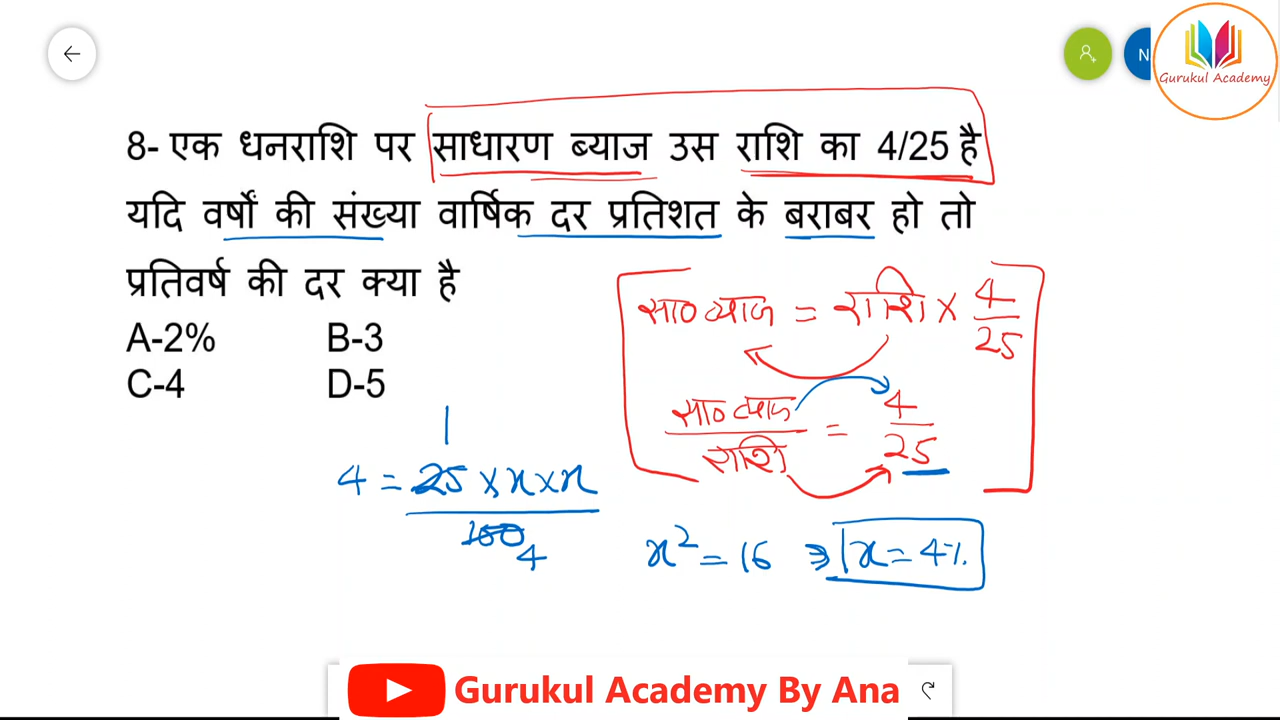 N
Gurukul Academy
8- एक धनराशि पर साधारण ब्याज उस राशि का 4/25 है
यदि वर्षों की संख्या वार्षिक दर प्रतिशत के बराबर हो तो
प्रतिवर्ष की दर क्या है
A-2% B-3
C-4 D-5
सा० ब्याज = राशि × 4/25
सा० ब्याज/राशि = 4/25
1
4 = 25 × x × x
100 4
x² = 16 ⇒ x = 4%
Gurukul Academy By Ana